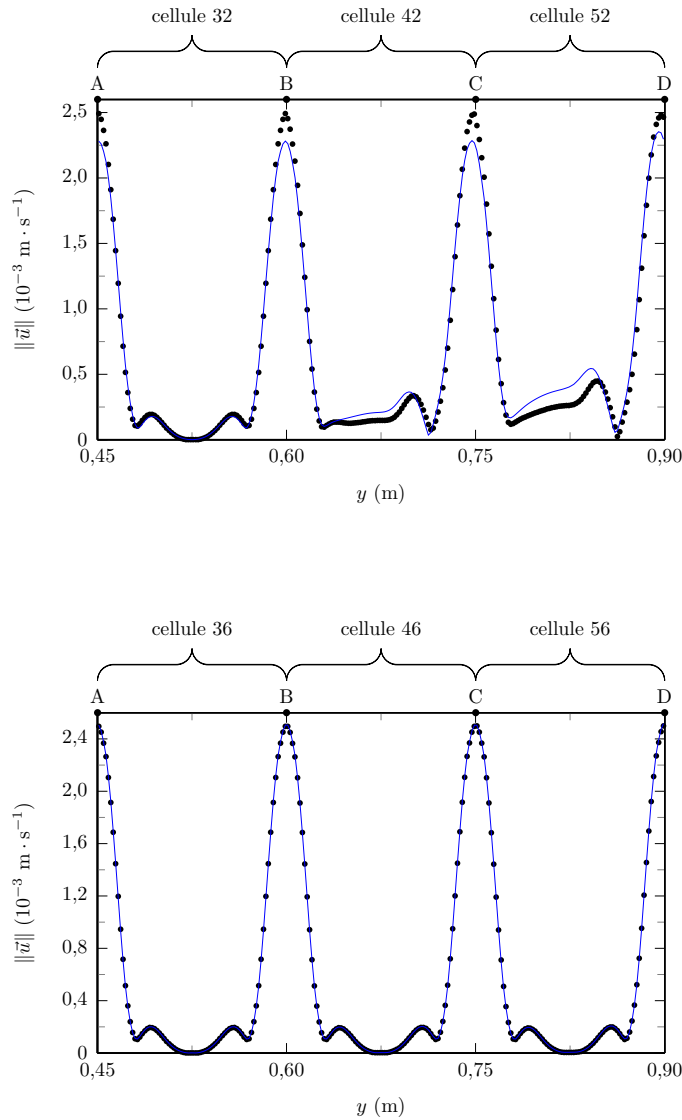 cellule 32 cellule 42 cellule 52
A B C D
2,5
2,0
1,5
1,0
0,5
0
‖u⃗‖ (10⁻³ m · s⁻¹)
0,45 0,60 0,75 0,90
y (m)
cellule 36 cellule 46 cellule 56
A B C D
2,4
2,0
1,6
1,2
0,8
0,4
0
‖u⃗‖ (10⁻³ m · s⁻¹)
0,45 0,60 0,75 0,90
y (m)